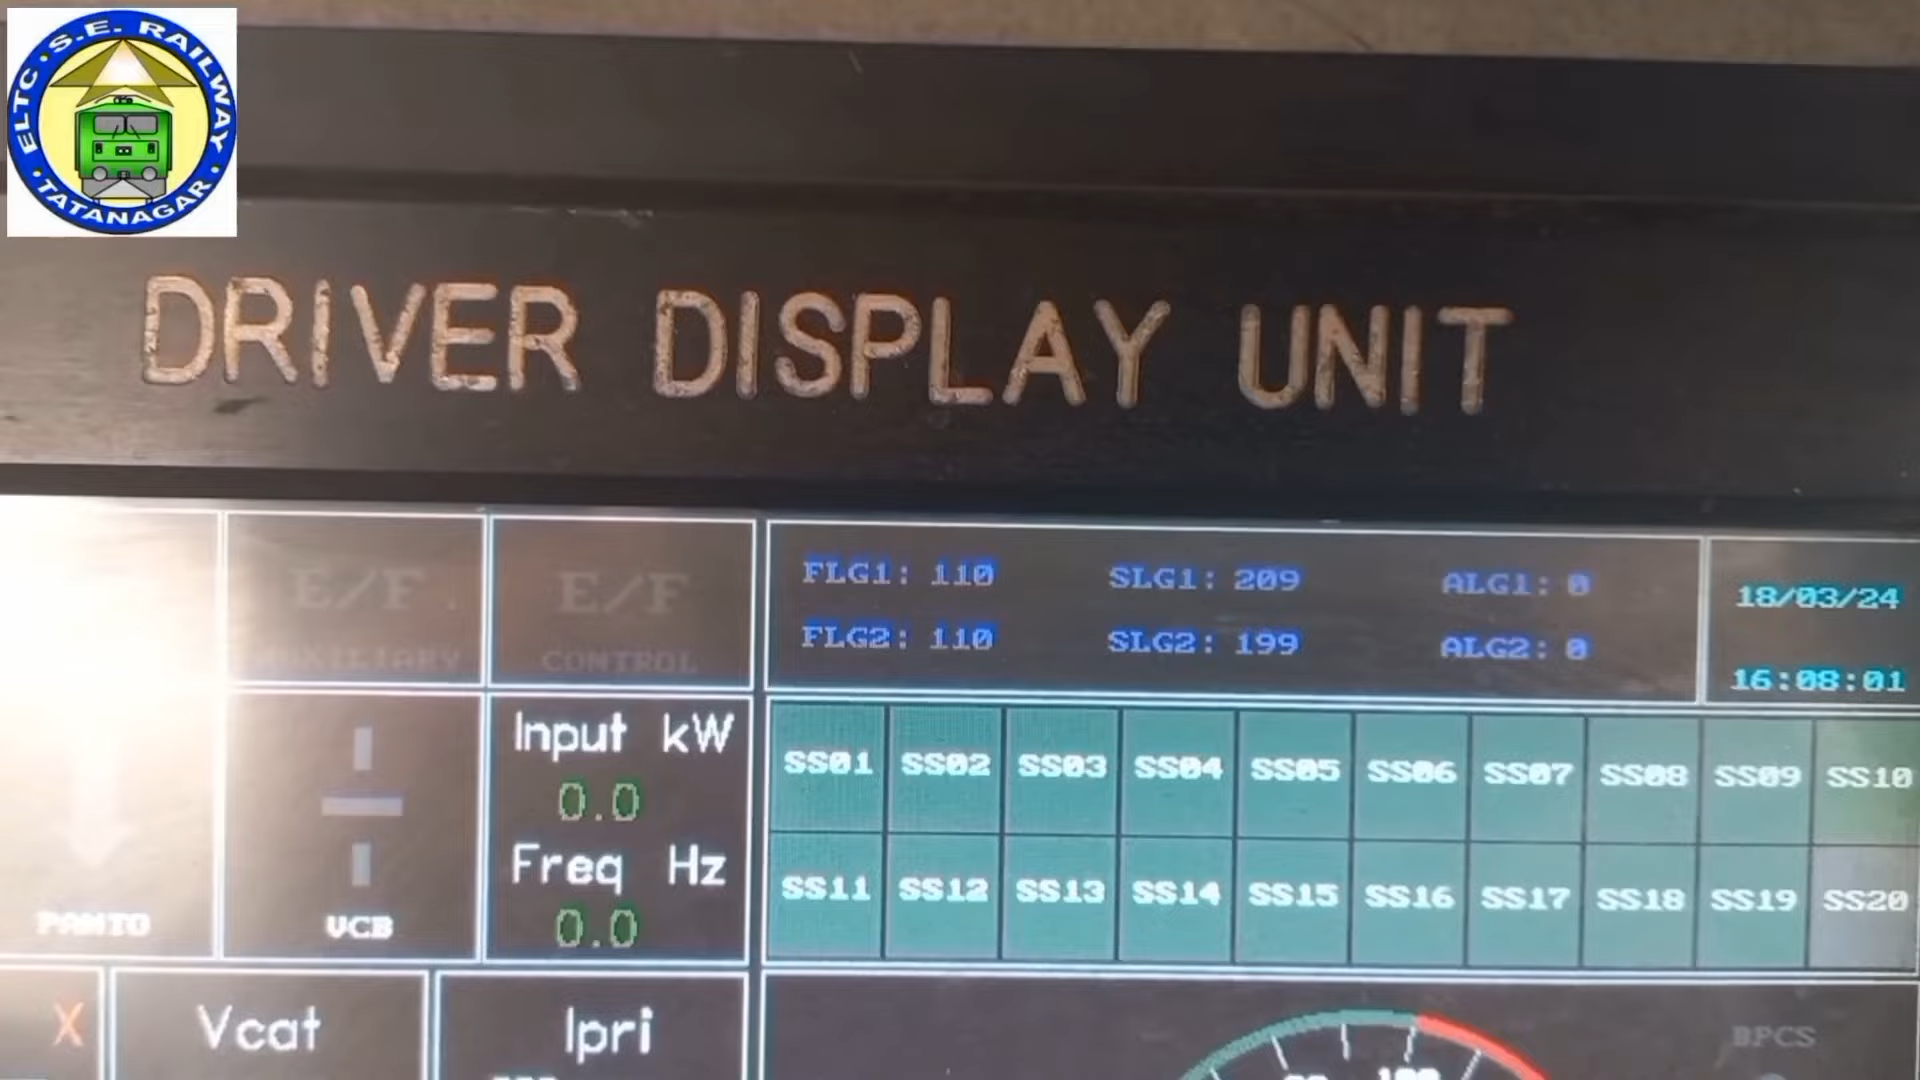 S.E. RAILWAY
ELTC
TATANAGAR
DRIVER DISPLAY UNIT
E/F
AUXILIARY
E/F
CONTROL
FLG1: 110 SLG1: 209 ALG1: 0
FLG2: 110 SLG2: 199 ALG2: 0
18/03/24
16:08:01
PANTO
VCB
Input kW
0.0
Freq Hz
0.0
SS01 SS02 SS03 SS04 SS05 SS06 SS07 SS08 SS09 SS10
SS11 SS12 SS13 SS14 SS15 SS16 SS17 SS18 SS19 SS20
X
Vcat
Ipri
BPCS